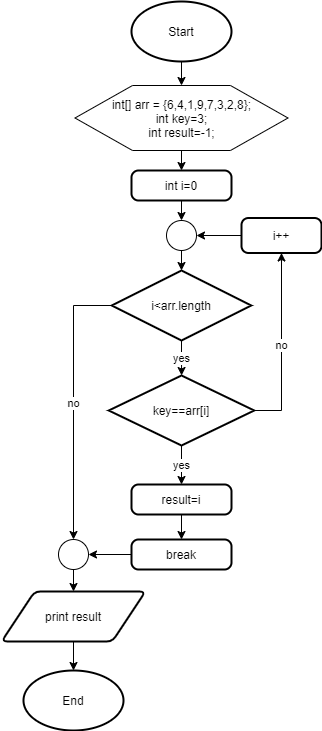 Start
int[] arr = {6,4,1,9,7,3,2,8};
int key=3;
int result=-1;
int i=0
i++
i<arr.length
yes
no
no
key==arr[i]
yes
result=i
break
print result
End